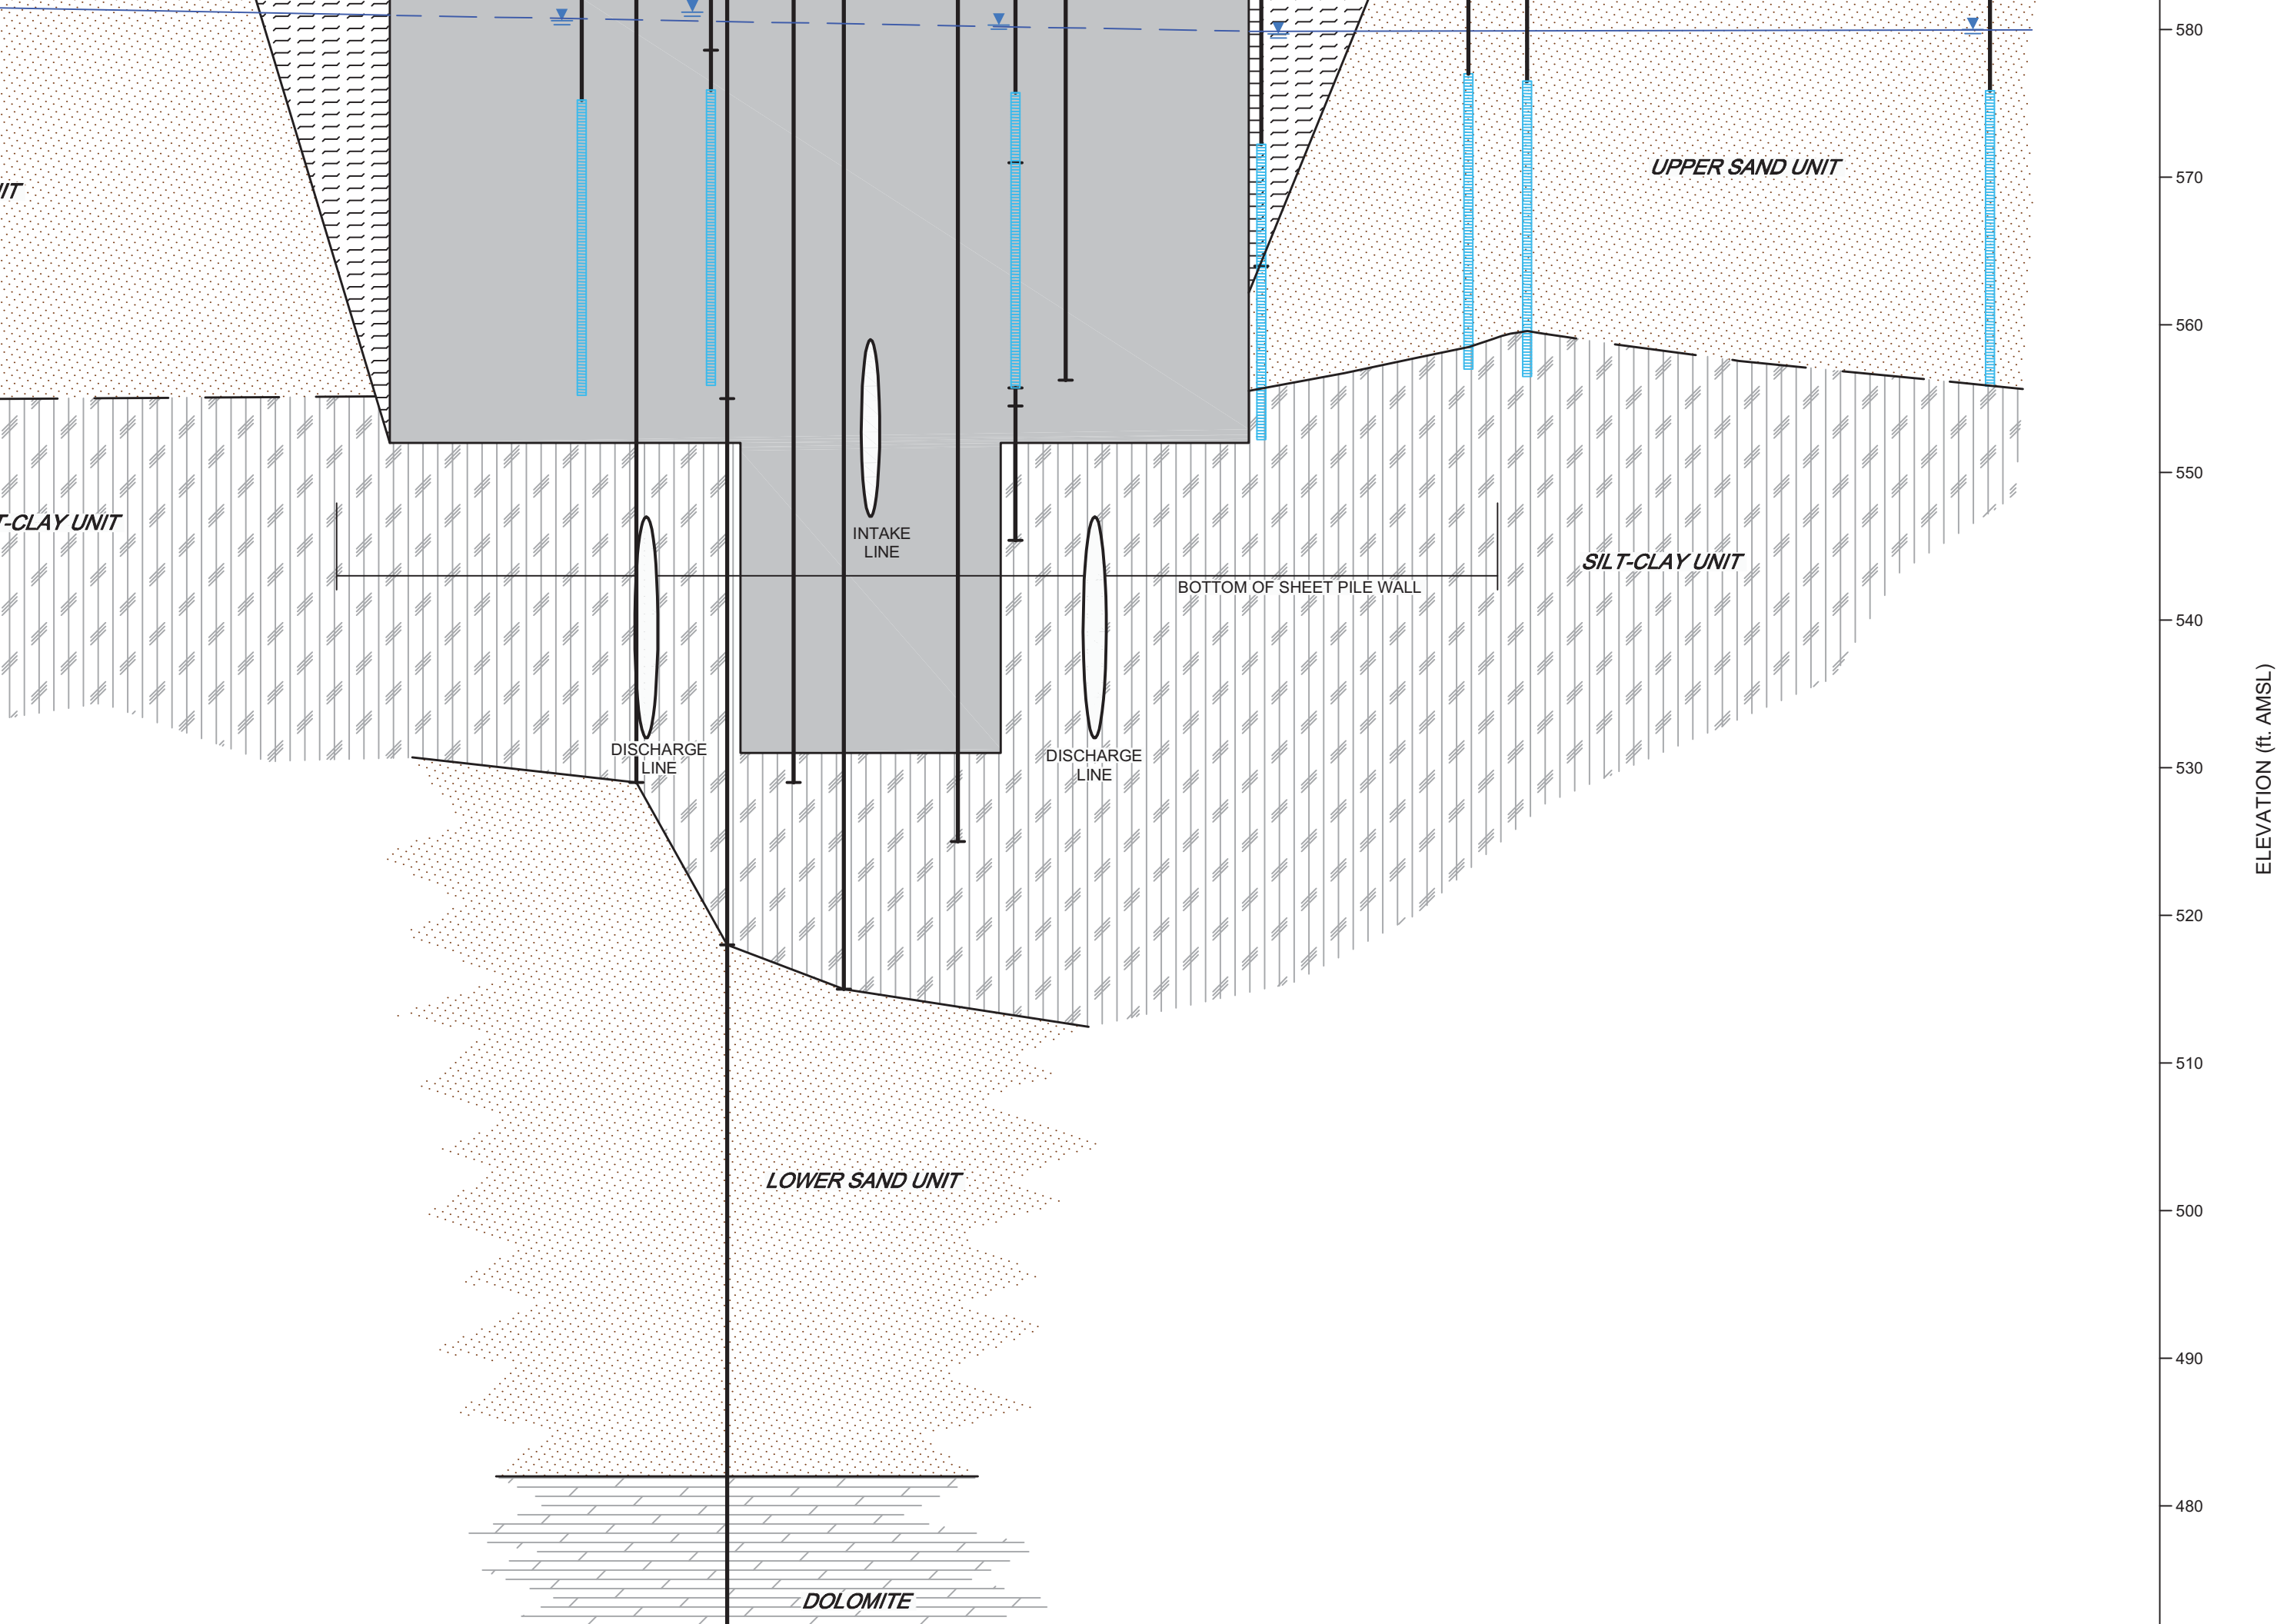 580
570
UPPER SAND UNIT
560
550
T-CLAY UNIT
INTAKE
LINE
SILT-CLAY UNIT
BOTTOM OF SHEET PILE WALL
540
ELEVATION (ft. AMSL)
DISCHARGE
LINE
DISCHARGE
LINE
530
520
510
LOWER SAND UNIT
500
490
480
DOLOMITE